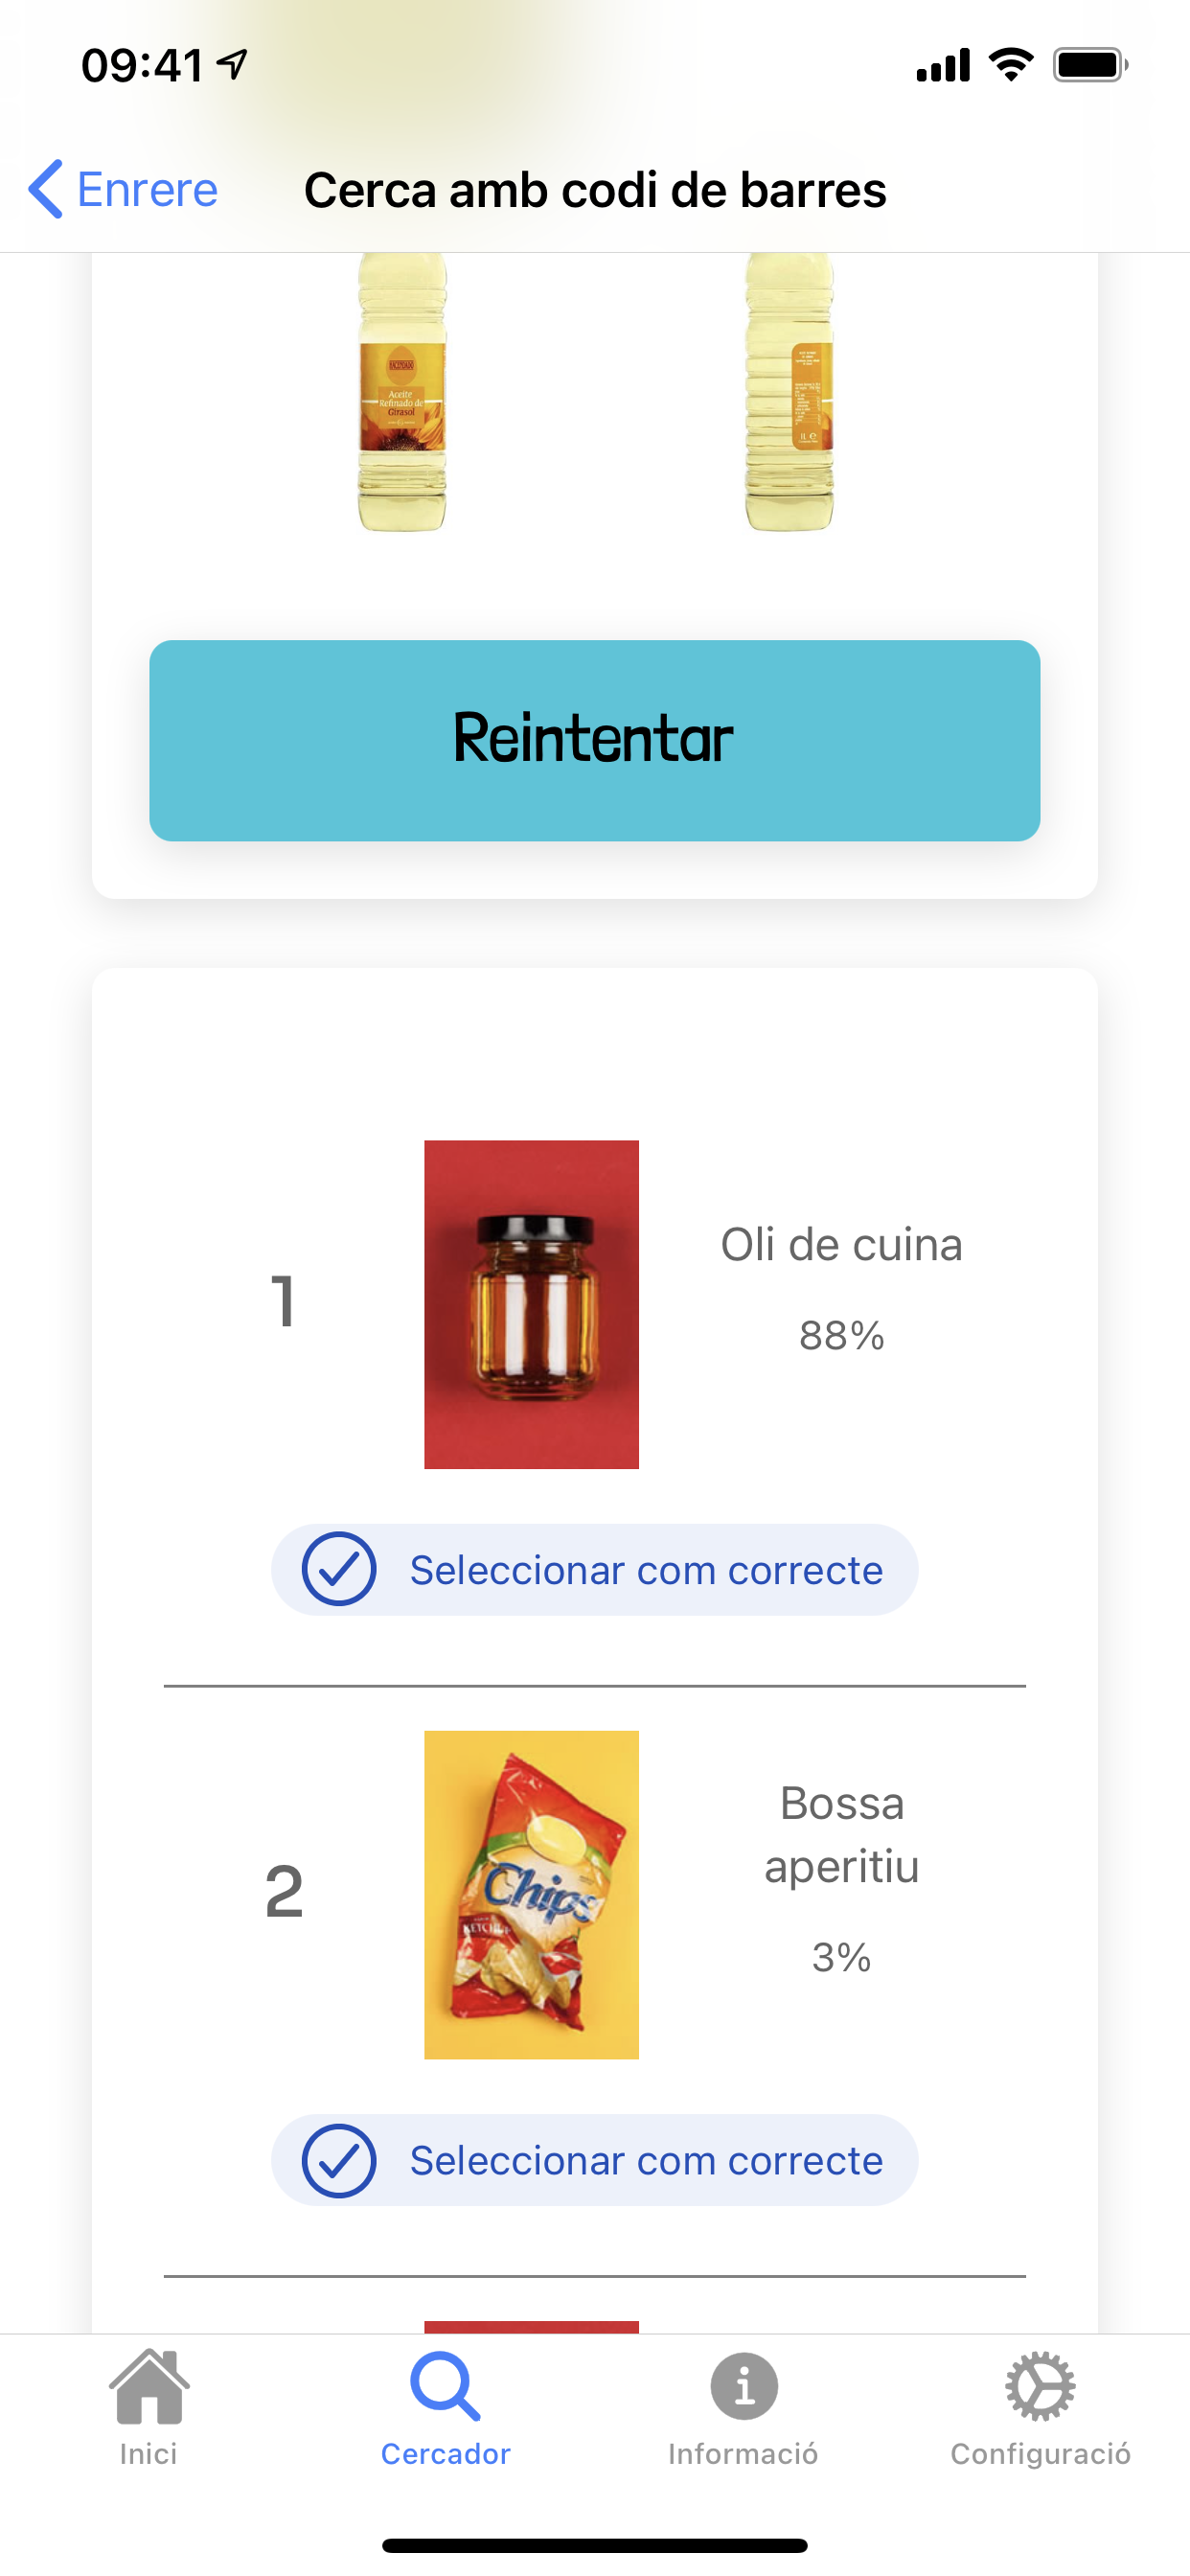 09:41
Enrere
Cerca amb codi de barres
HACENDADO
Aceite
Refinado de
Girasol
1L e
Reintentar
1
Oli de cuina
88%
Seleccionar com correcte
2
Chips
KETCHUP
Bossa
aperitiu
3%
Seleccionar com correcte
Inici
Cercador
Informació
Configuració